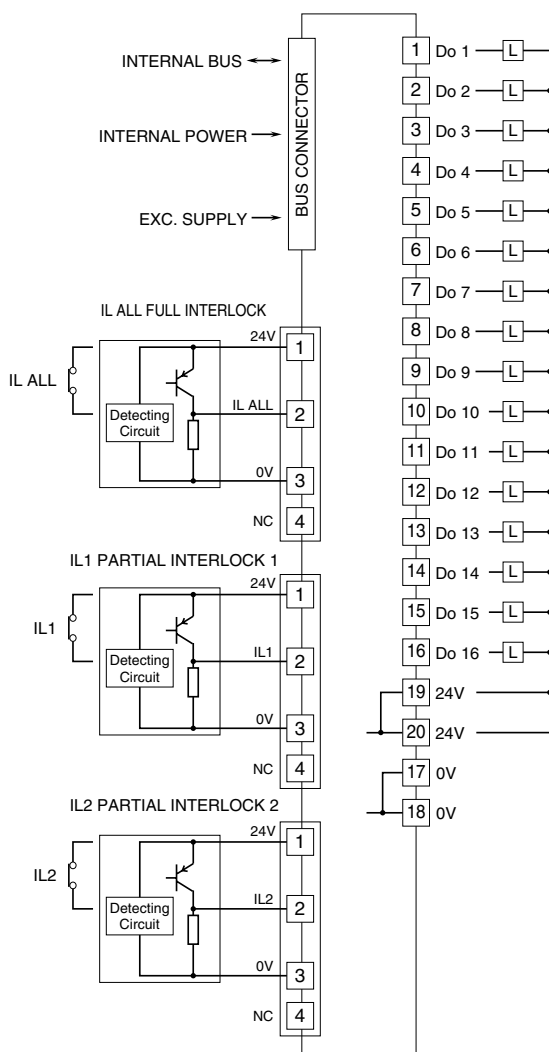 INTERNAL BUS
INTERNAL POWER
EXC. SUPPLY
BUS CONNECTOR
IL ALL FULL INTERLOCK
IL ALL
Detecting
Circuit
24V
1
IL ALL
2
0V
3
NC
4
IL1 PARTIAL INTERLOCK 1
IL1
Detecting
Circuit
24V
1
IL1
2
0V
3
NC
4
IL2 PARTIAL INTERLOCK 2
IL2
Detecting
Circuit
24V
1
IL2
2
0V
3
NC
4
1 Do 1 L
2 Do 2 L
3 Do 3 L
4 Do 4 L
5 Do 5 L
6 Do 6 L
7 Do 7 L
8 Do 8 L
9 Do 9 L
10 Do 10 L
11 Do 11 L
12 Do 12 L
13 Do 13 L
14 Do 14 L
15 Do 15 L
16 Do 16 L
19 24V
20 24V
17 0V
18 0V